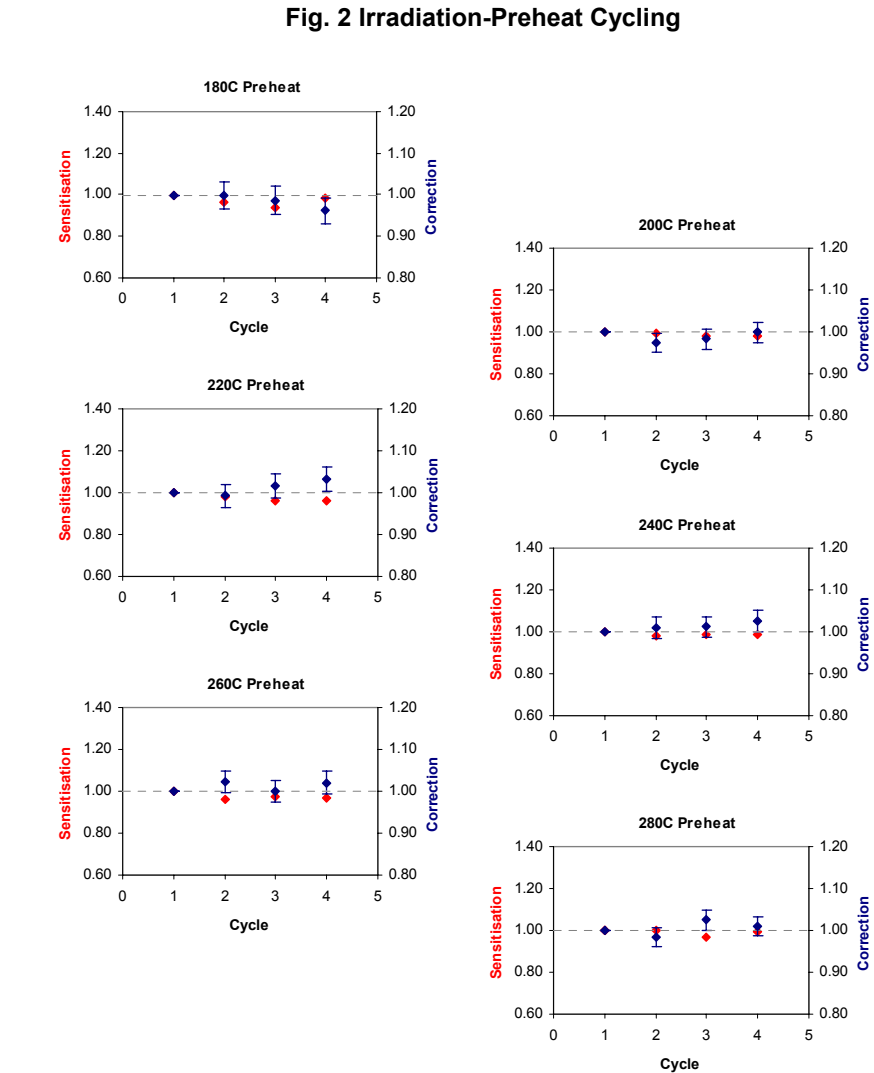 Fig. 2 Irradiation-Preheat Cycling
180C Preheat
1.40 1.20
1.20 1.10
1.00 1.00
0.80 0.90
0.60 0.80
0 1 2 3 4 5
Cycle
Sensitisation
Correction
200C Preheat
1.40 1.20
1.20 1.10
1.00 1.00
0.80 0.90
0.60 0.80
0 1 2 3 4 5
Cycle
Sensitisation
Correction
220C Preheat
1.40 1.20
1.20 1.10
1.00 1.00
0.80 0.90
0.60 0.80
0 1 2 3 4 5
Cycle
Sensitisation
Correction
240C Preheat
1.40 1.20
1.20 1.10
1.00 1.00
0.80 0.90
0.60 0.80
0 1 2 3 4 5
Cycle
Sensitisation
Correction
260C Preheat
1.40 1.20
1.20 1.10
1.00 1.00
0.80 0.90
0.60 0.80
0 1 2 3 4 5
Cycle
Sensitisation
Correction
280C Preheat
1.40 1.20
1.20 1.10
1.00 1.00
0.80 0.90
0.60 0.80
0 1 2 3 4 5
Cycle
Sensitisation
Correction